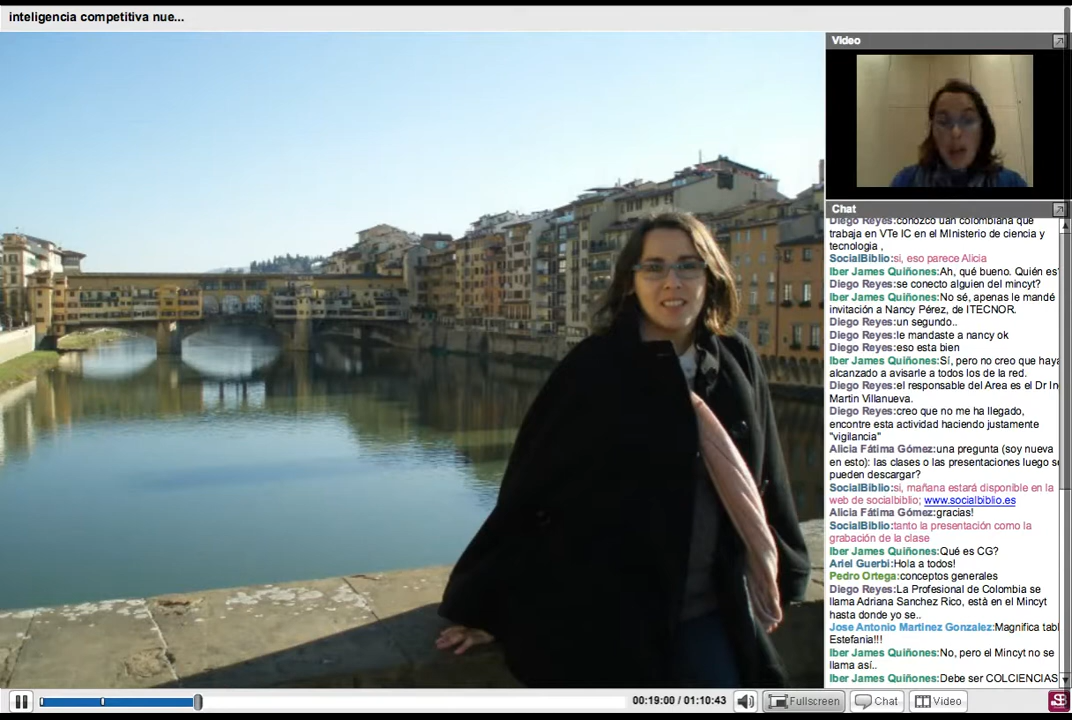 inteligencia competitiva nue...
Video
Chat
Diego Reyes:conozco uan colombiana que
trabaja en VTe IC en el MInisterio de ciencia y
tecnologia ,
SocialBiblio:si, eso parece Alicia
Iber James Quiñones:Ah, qué bueno. Quién es?
Diego Reyes:se conecto alguien del mincyt?
Iber James Quiñones:No sé, apenas le mandé
invitación a Nancy Pérez, de ITECNOR.
Diego Reyes:un segundo..
Diego Reyes:le mandaste a nancy ok
Diego Reyes:eso esta bien
Iber James Quiñones:Sí, pero no creo que haya
alcanzado a avisarle a todos los de la red.
Diego Reyes:el responsable del Area es el Dr In
Martin Villanueva.
Diego Reyes:creo que no me ha llegado,
encontre esta actividad haciendo justamente
"vigilancia"
Alicia Fátima Gómez:una pregunta (soy nueva
en esto): las clases o las presentaciones luego se
pueden descargar?
SocialBiblio:si, mañana estará disponible en la
web de socialbiblio; www.socialbiblio.es
Alicia Fátima Gómez:gracias!
SocialBiblio:tanto la presentación como la
grabación de la clase
Iber James Quiñones:Qué es CG?
Ariel Guerbi:Hola a todos!
Pedro Ortega:conceptos generales
Diego Reyes:La Profesional de Colombia se
llama Adriana Sanchez Rico, està en el Mincyt
hasta donde yo se..
Jose Antonio Martinez Gonzalez:Magnifica tabl
Estefania!!!
Iber James Quiñones:No, pero el Mincyt no se
llama así..
Iber James Quiñones:Debe ser COLCIENCIAS
00:19:00 / 01:10:43
Fullscreen
Chat
Video